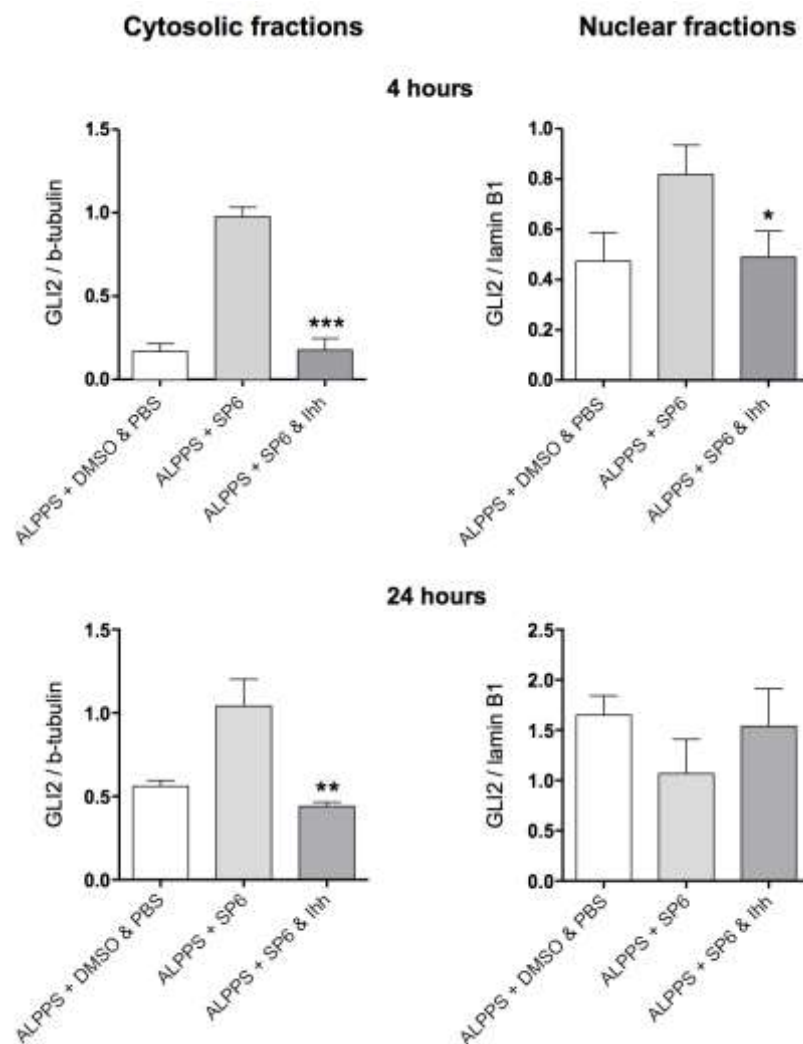 Cytosolic fractions
Nuclear fractions
4 hours
GLI2 / b-tubulin
1.5
1.0
0.5
0.0
***
ALPPS + DMSO & PBS
ALPPS + SP6
ALPPS + SP6 & Ihh
GLI2 / lamin B1
1.0
0.8
0.6
0.4
0.2
0.0
*
ALPPS + DMSO & PBS
ALPPS + SP6
ALPPS + SP6 & Ihh
24 hours
GLI2 / b-tubulin
1.5
1.0
0.5
0.0
**
ALPPS + DMSO & PBS
ALPPS + SP6
ALPPS + SP6 & Ihh
GLI2 / lamin B1
2.5
2.0
1.5
1.0
0.5
0.0
ALPPS + DMSO & PBS
ALPPS + SP6
ALPPS + SP6 & Ihh